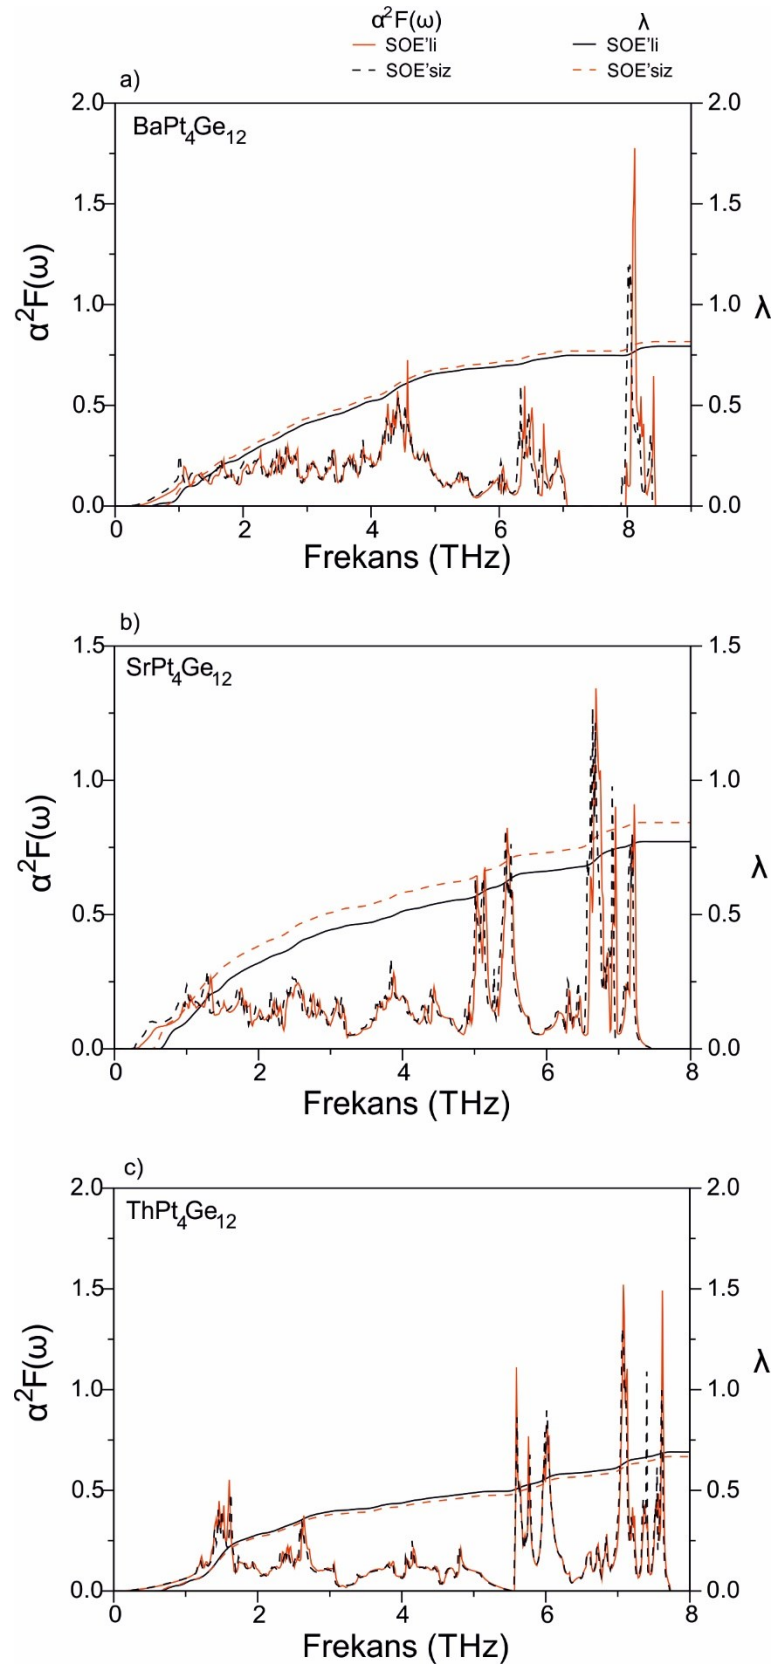 α²F(ω) λ
SOE'li SOE'li
SOE'siz SOE'siz
a)
BaPt₄Ge₁₂
2.0 2.0
1.5 1.5
1.0 1.0
0.5 0.5
0.0 0.0
α²F(ω)
λ
0 2 4 6 8
Frekans (THz)
b)
SrPt₄Ge₁₂
1.5 1.5
1.0 1.0
0.5 0.5
0.0 0.0
α²F(ω)
λ
0 2 4 6 8
Frekans (THz)
c)
ThPt₄Ge₁₂
2.0 2.0
1.5 1.5
1.0 1.0
0.5 0.5
0.0 0.0
α²F(ω)
λ
0 2 4 6 8
Frekans (THz)